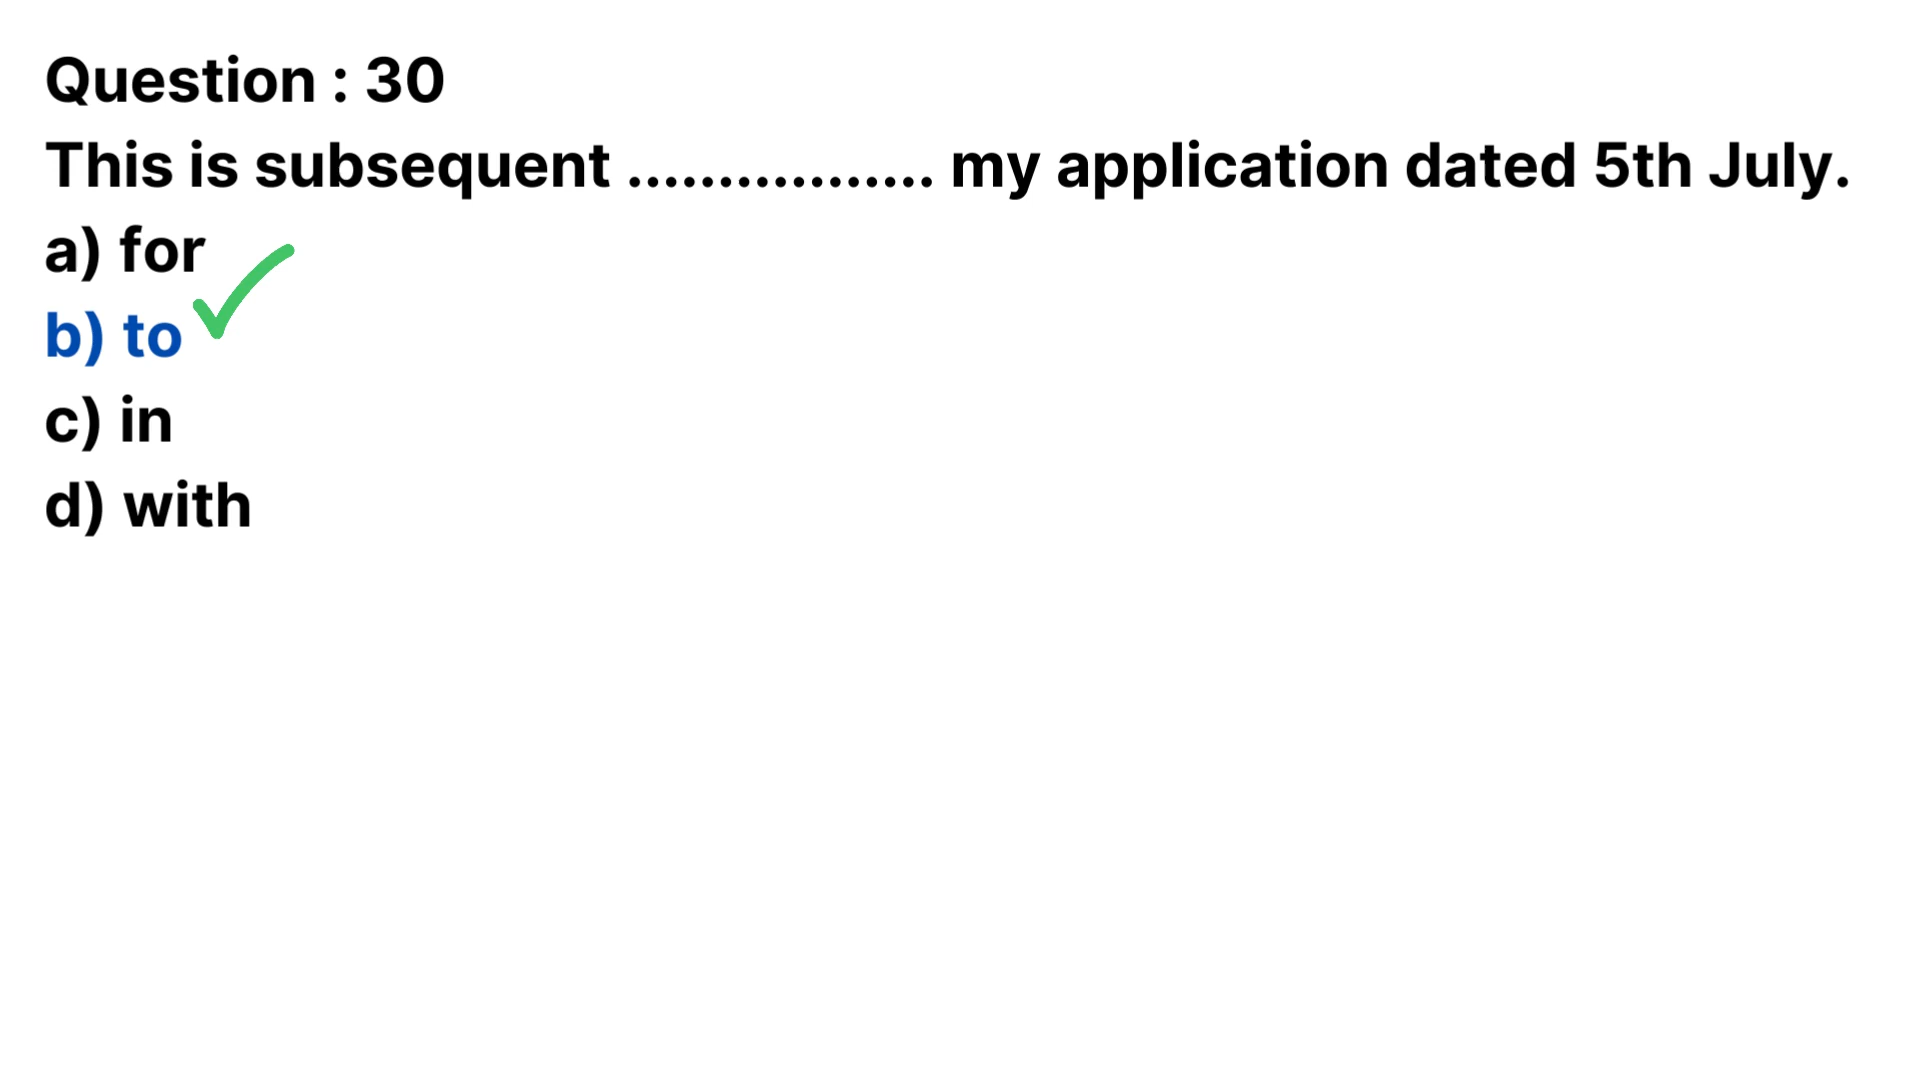 Question : 30
This is subsequent ................. my application dated 5th July.
a) for
b) to
c) in
d) with